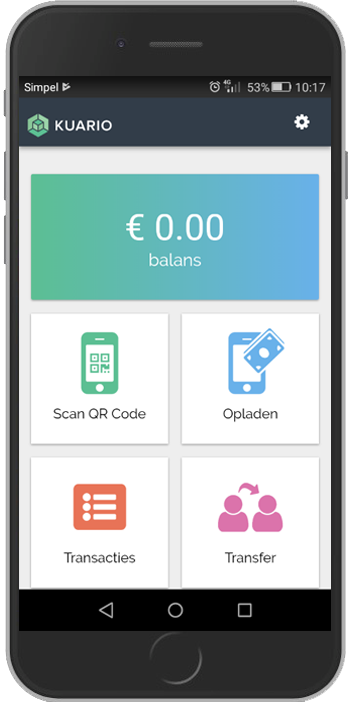 Simpel 4G 53% 10:17
KUARIO
€ 0.00
balans
Scan QR Code
Opladen
Transacties
Transfer